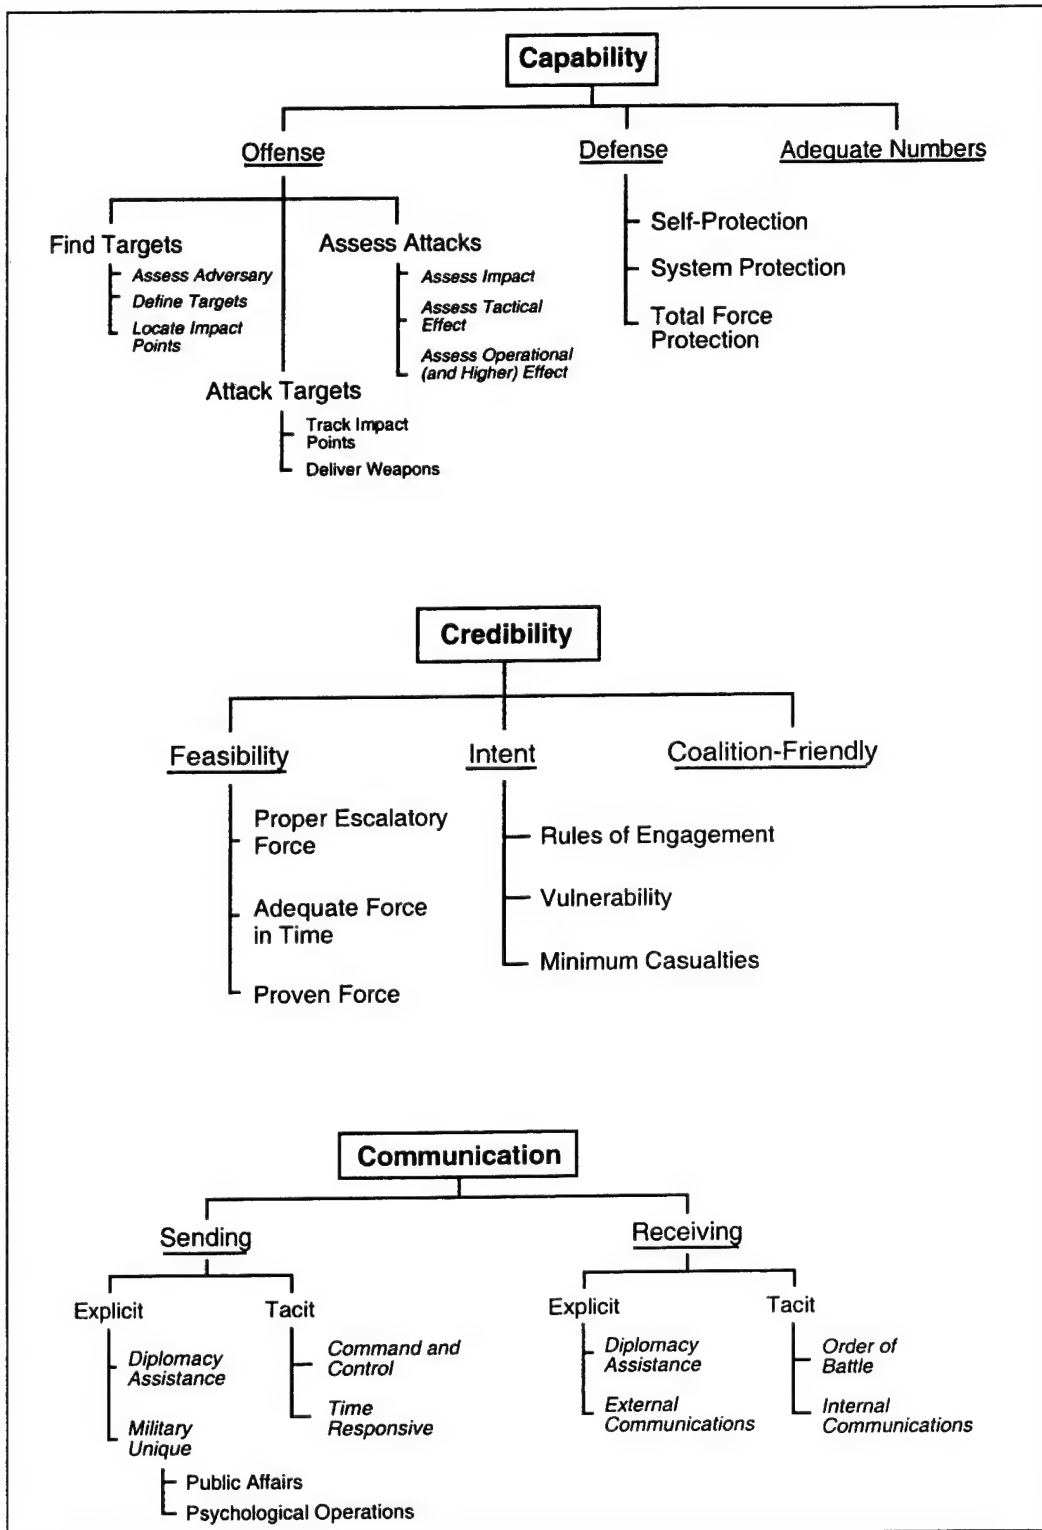 Capability
Offense
Defense
Adequate Numbers
Find Targets
Assess Adversary
Define Targets
Locate Impact
Points
Assess Attacks
Assess Impact
Assess Tactical
Effect
Assess Operational
(and Higher) Effect
Attack Targets
Track Impact
Points
Deliver Weapons
Self-Protection
System Protection
Total Force
Protection
Credibility
Feasibility
Intent
Coalition-Friendly
Proper Escalatory
Force
Adequate Force
in Time
Proven Force
Rules of Engagement
Vulnerability
Minimum Casualties
Communication
Sending
Receiving
Explicit
Diplomacy
Assistance
Military
Unique
Public Affairs
Psychological Operations
Tacit
Command and
Control
Time
Responsive
Explicit
Diplomacy
Assistance
External
Communications
Tacit
Order of
Battle
Internal
Communications